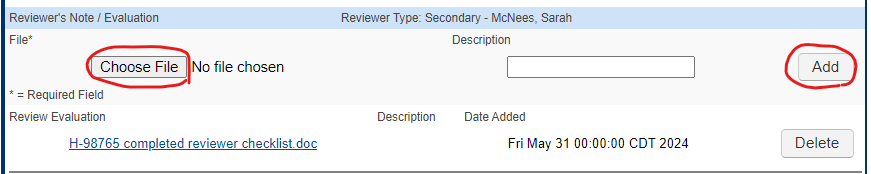 Reviewer's Note / Evaluation Reviewer Type: Secondary - McNees, Sarah
File* Description
Choose File No file chosen Add
* = Required Field
Review Evaluation Description Date Added
H-98765 completed reviewer checklist.doc Fri May 31 00:00:00 CDT 2024 Delete